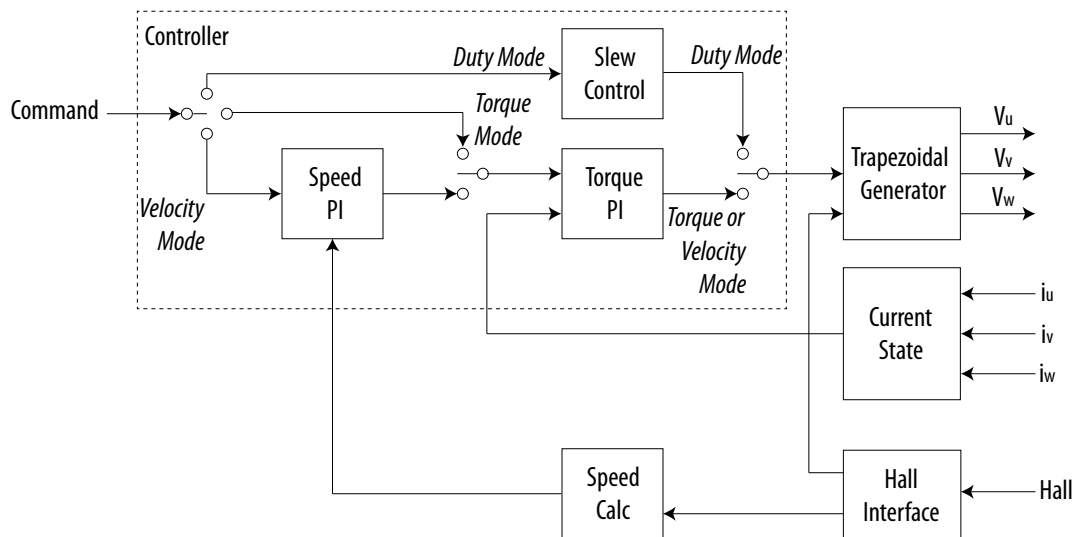 Controller
Duty Mode
Slew
Control
Duty Mode
Command
Torque
Mode
Speed
PI
Torque
PI
Trapezoidal
Generator
Vu
Vv
Vw
Velocity
Mode
Torque or
Velocity
Mode
Current
State
iu
iv
iw
Speed
Calc
Hall
Interface
Hall